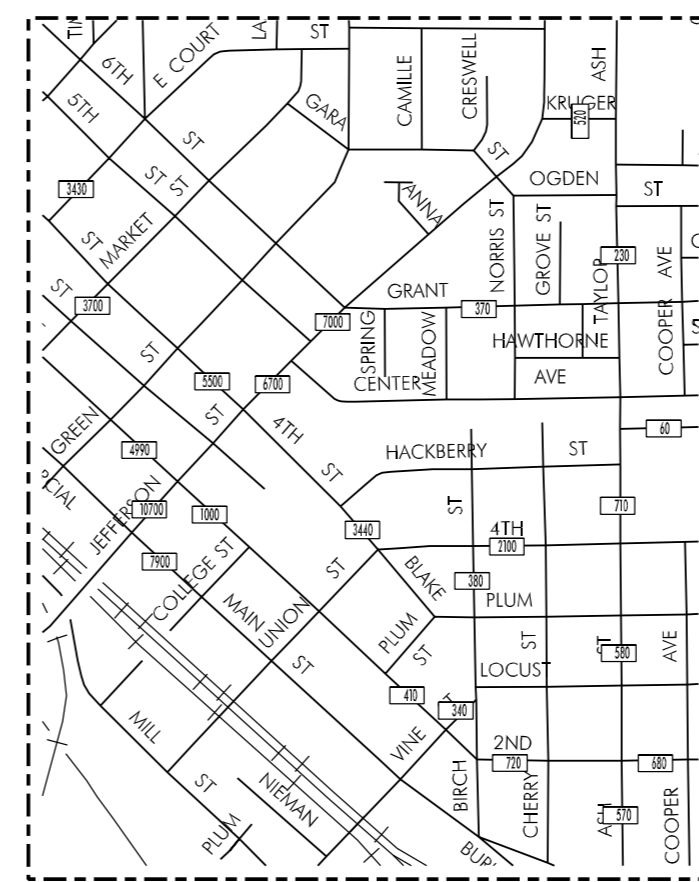 ST
6TH
E COURT
CAMILLE
CRESWELL
ASH
5TH
ST
GARA
KRUGER
520
ST
ST
ST
OGDEN
ST
3430
ANNA
ST
MARKET
NORRIS ST
GROVE ST
230
AVE
ST
GRANT
TAYLOR
3700
370
COOPER
7000
SPRING
MEADOW
HAWTHORNE
ST
CENTER
AVE
5500
6700
ST
4TH
60
GREEN
4990
HACKBERRY
ST
ST
JEFFERSON
10700
1000
ST
710
3440
4TH
2100
7900
COLLEGE ST
ST
BLAKE
380
PLUM
MAIN
UNION
PLUM
ST
ST
580
AVE
ST
ST
LOCUST
410
340
MILL
VINE
2ND
720
680
ST
NIEMAN
BIRCH
CHERRY
570
COOPER
PLUM